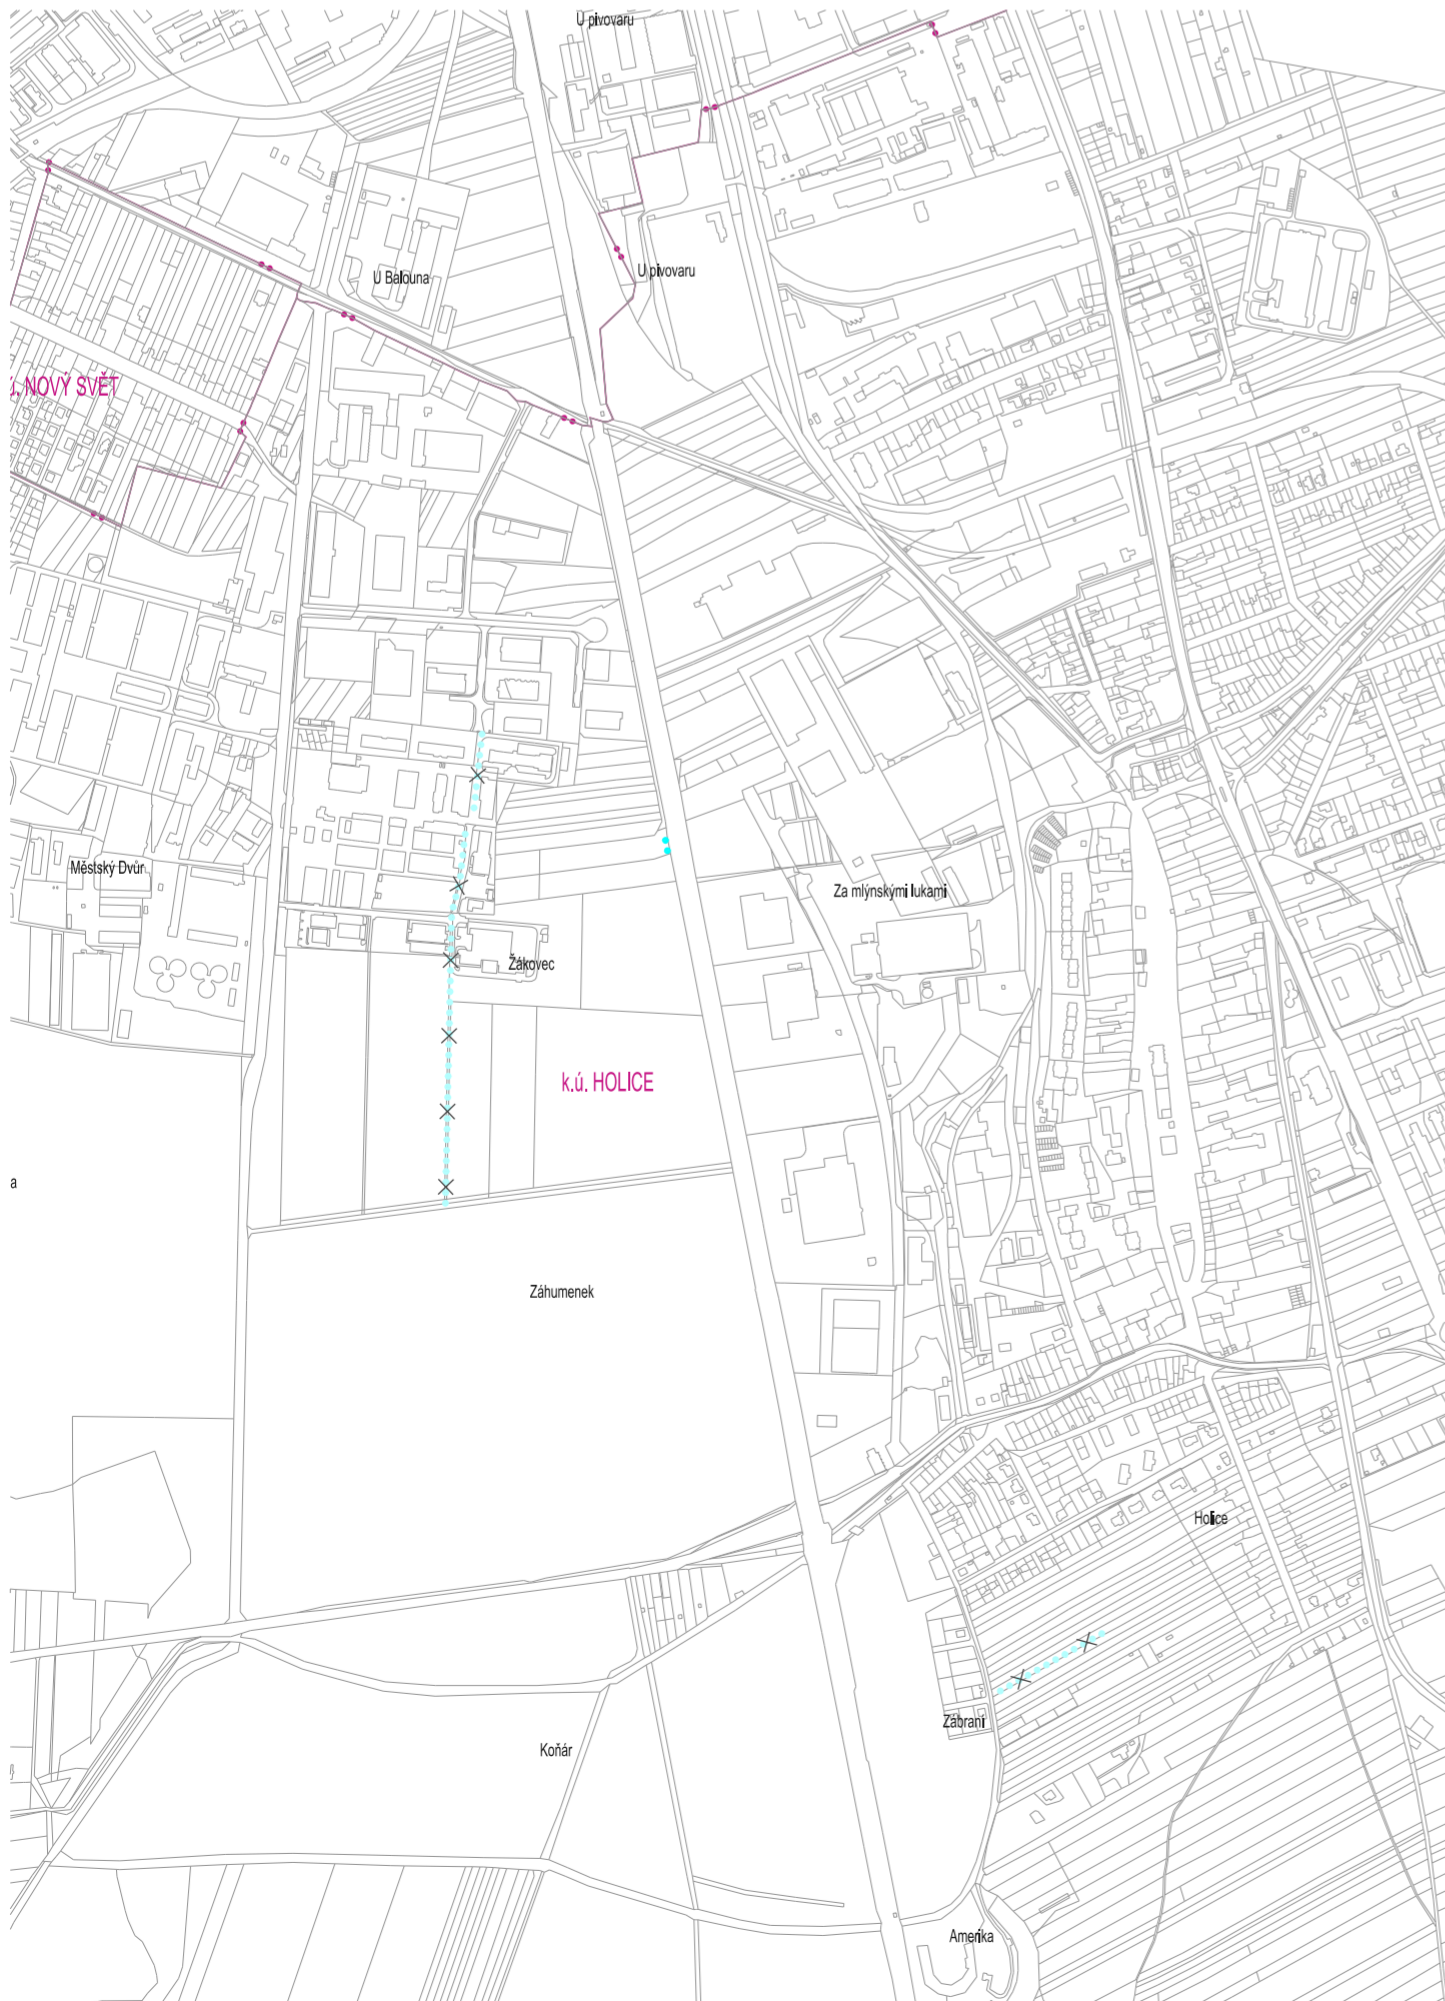 U pivovaru
U Balouna
U pivovaru
ú. NOVÝ SVĚT
Městský Dvůr
Za mlýnskými lukami
Žákovec
k.ú. HOLICE
a
Záhumenek
Holice
Zábraní
Koňár
Amerika